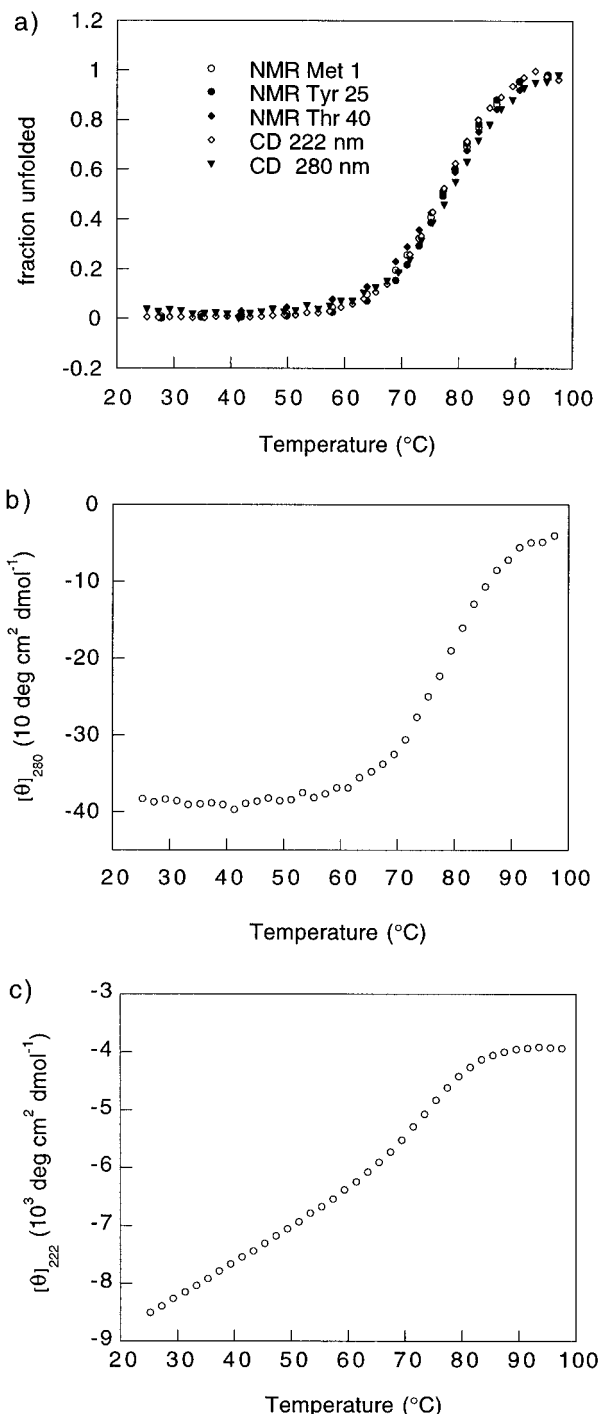 a)
1.2
1
0.8
0.6
0.4
0.2
0
-0.2
fraction unfolded
NMR Met 1
NMR Tyr 25
NMR Thr 40
CD 222 nm
CD 280 nm
20 30 40 50 60 70 80 90 100
Temperature (°C)
b)
0
-10
-20
-30
-40
[θ]280 (10 deg cm² dmol⁻¹)
20 30 40 50 60 70 80 90 100
Temperature (°C)
c)
-3
-4
-5
-6
-7
-8
-9
[θ]222 (10³ deg cm² dmol⁻¹)
20 30 40 50 60 70 80 90 100
Temperature (°C)